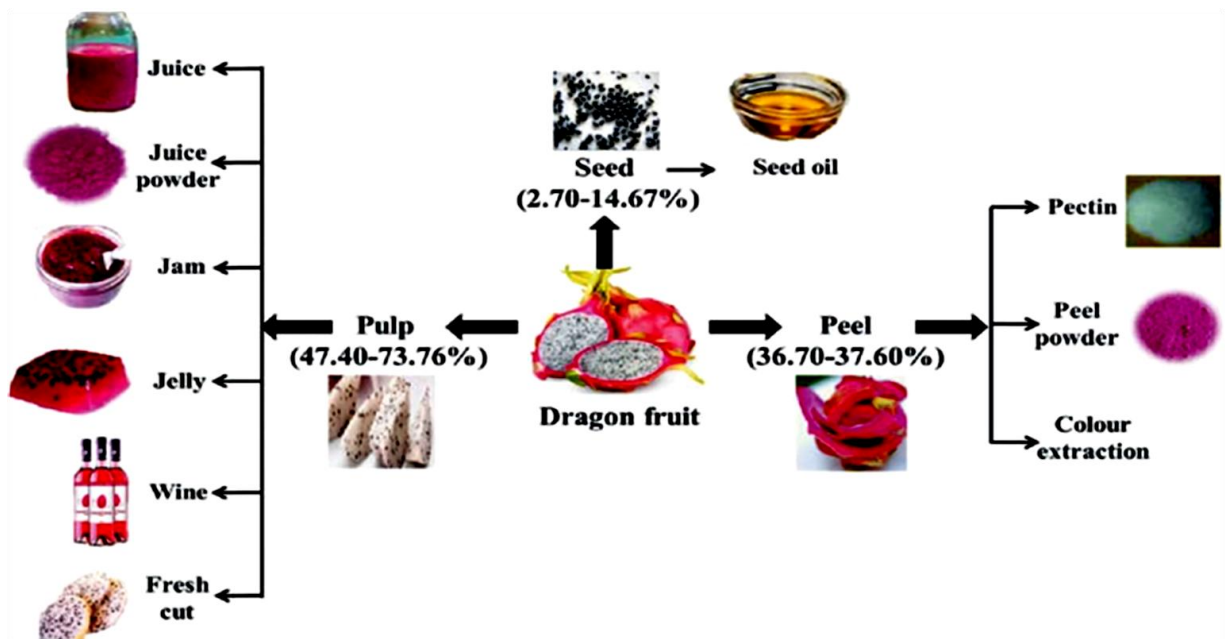 Juice
Juice
powder
Jam
Jelly
Wine
Fresh
cut
Pulp
(47.40-73.76%)
Seed
(2.70-14.67%)
Seed oil
Dragon fruit
Peel
(36.70-37.60%)
Pectin
Peel
powder
Colour
extraction